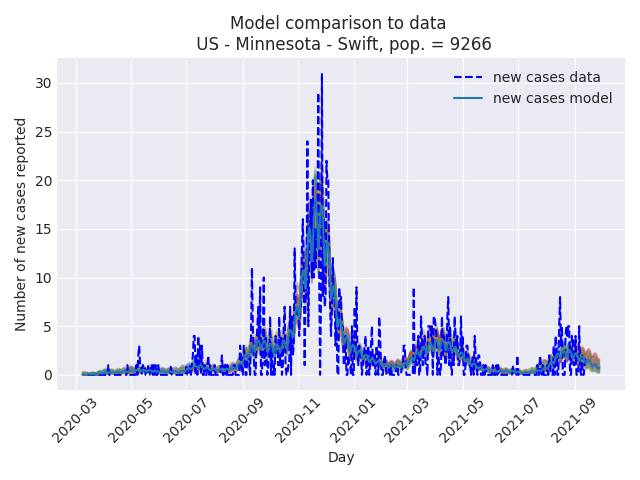 Model comparison to data
US - Minnesota - Swift, pop. = 9266
new cases data
new cases model
Number of new cases reported
30
25
20
15
10
5
0
2020-03
2020-05
2020-07
2020-09
2020-11
2021-01
2021-03
2021-05
2021-07
2021-09
Day